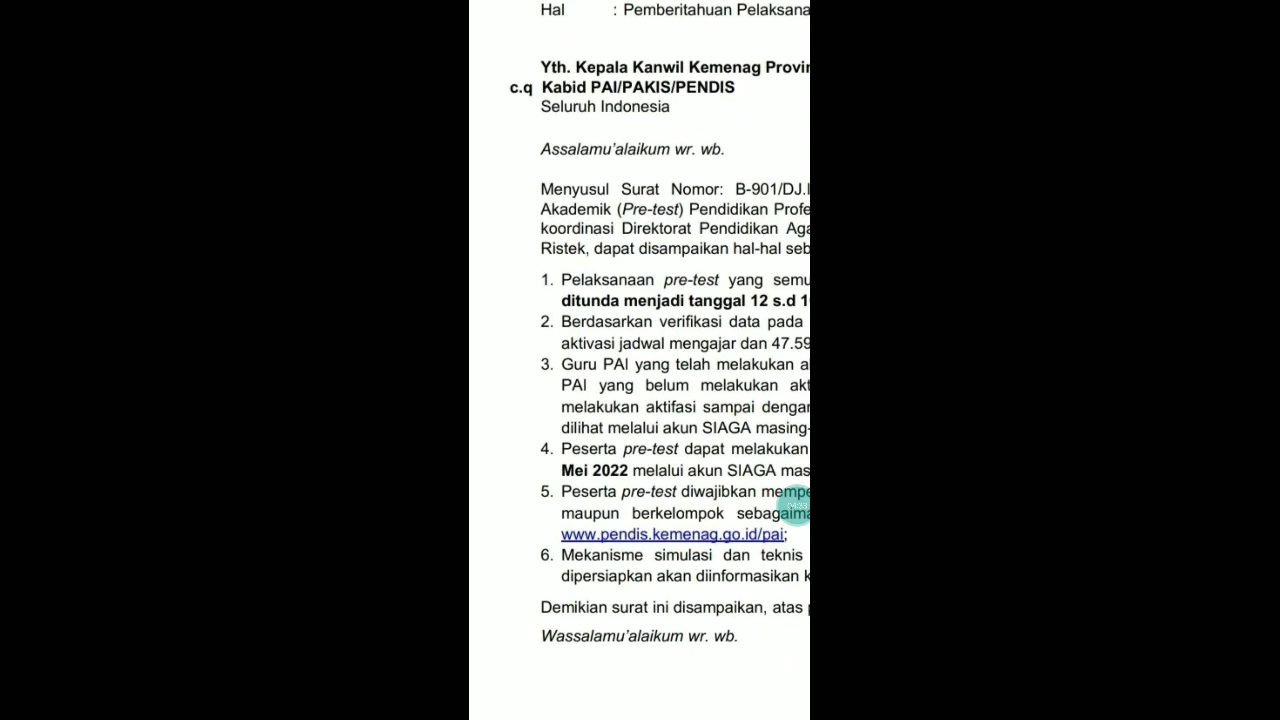 Hal : Pemberitahuan Pelaksana
Yth. Kepala Kanwil Kemenag Provin
c.q Kabid PAI/PAKIS/PENDIS
Seluruh Indonesia
Assalamu’alaikum wr. wb.
Menyusul Surat Nomor: B-901/DJ.I
Akademik (Pre-test) Pendidikan Profe
koordinasi Direktorat Pendidikan Aga
Ristek, dapat disampaikan hal-hal seb
1. Pelaksanaan pre-test yang semu
ditunda menjadi tanggal 12 s.d 1
2. Berdasarkan verifikasi data pada
aktivasi jadwal mengajar dan 47.59
3. Guru PAI yang telah melakukan a
PAI yang belum melakukan akt
melakukan aktifasi sampai dengan
dilihat melalui akun SIAGA masing-
4. Peserta pre-test dapat melakukan
Mei 2022 melalui akun SIAGA mas
5. Peserta pre-test diwajibkan mempe
maupun berkelompok sebagaima
www.pendis.kemenag.go.id/pai;
6. Mekanisme simulasi dan teknis
dipersiapkan akan diinformasikan k
Demikian surat ini disampaikan, atas p
Wassalamu’alaikum wr. wb.